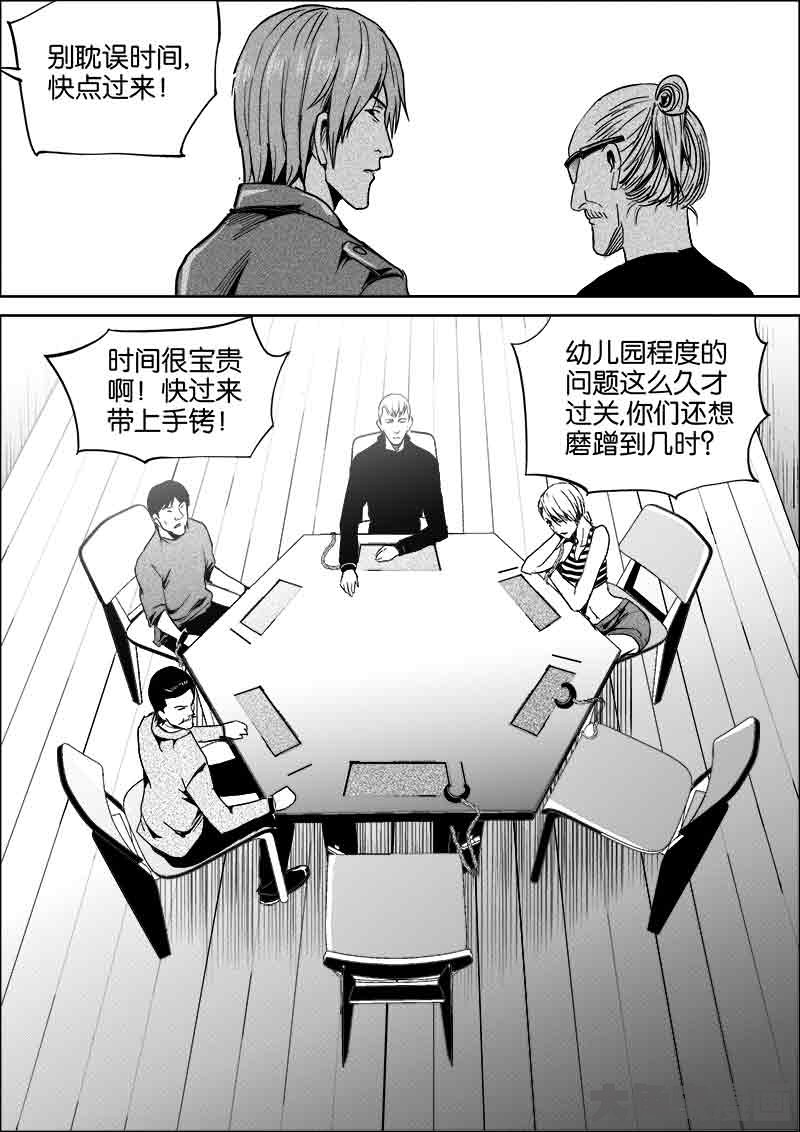 别耽误时间,
快点过来!
时间很宝贵
啊!快过来
带上手铐!
幼儿园程度的
问题这么久才
过关,你们还想
磨蹭到几时?